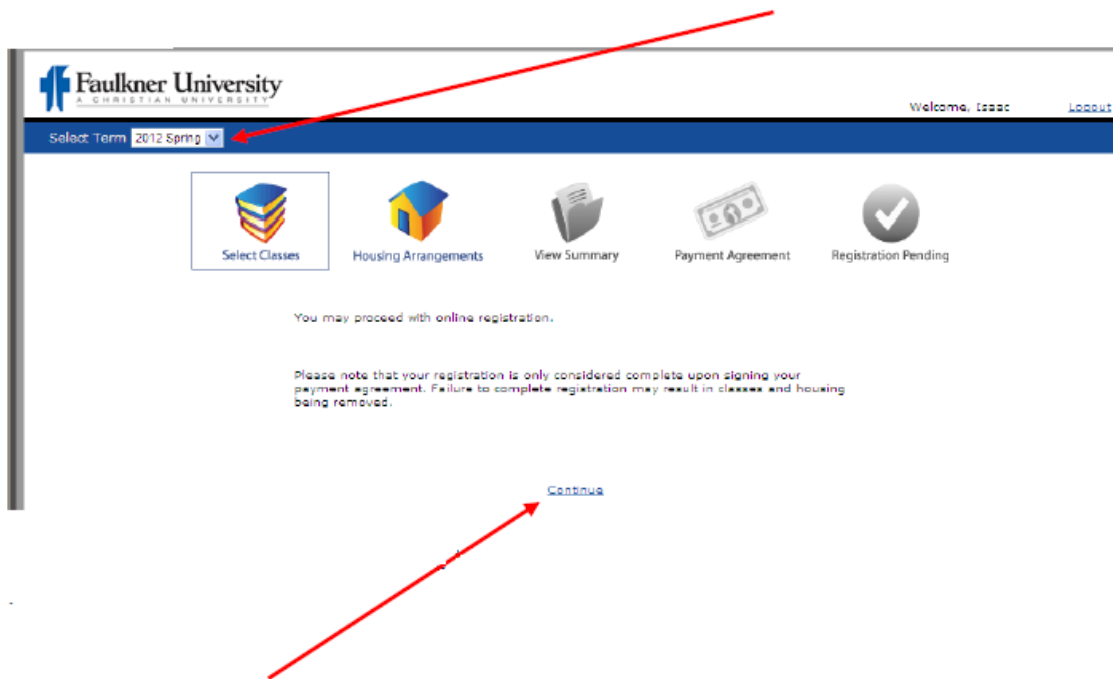 Faulkner University
A CHRISTIAN UNIVERSITY
Welcome, Isaac Logout
Select Term 2012 Spring
Select Classes Housing Arrangements View Summary Payment Agreement Registration Pending
You may proceed with online registration.
Please note that your registration is only considered complete upon signing your
payment agreement. Failure to complete registration may result in classes and housing
being removed.
Continue